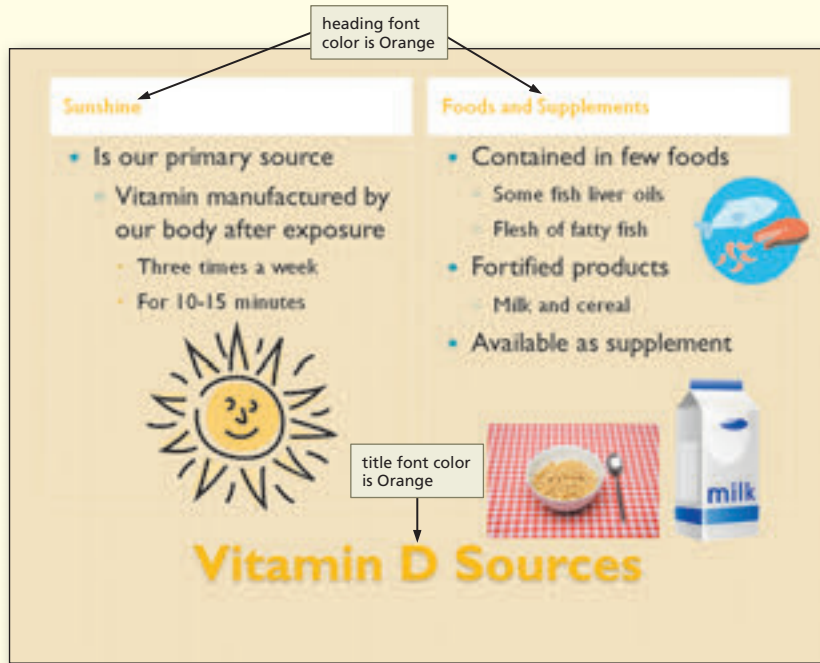 heading font
color is Orange
Sunshine
Is our primary source
Vitamin manufactured by
our body after exposure
Three times a week
For 10-15 minutes
Foods and Supplements
Contained in few foods
Some fish liver oils
Flesh of fatty fish
Fortified products
Milk and cereal
Available as supplement
title font color
is Orange
milk
Vitamin D Sources